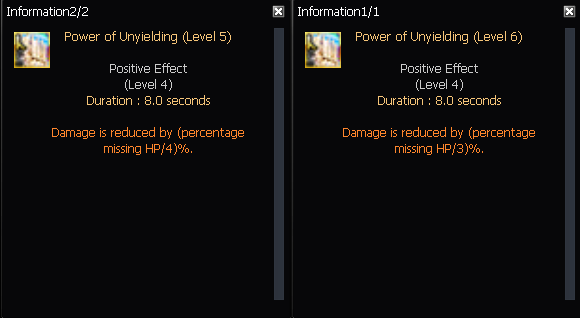 Information2/2
Power of Unyielding (Level 5)
Positive Effect
(Level 4)
Duration : 8.0 seconds
Damage is reduced by (percentage
missing HP/4)%.
Information1/1
Power of Unyielding (Level 6)
Positive Effect
(Level 4)
Duration : 8.0 seconds
Damage is reduced by (percentage
missing HP/3)%.